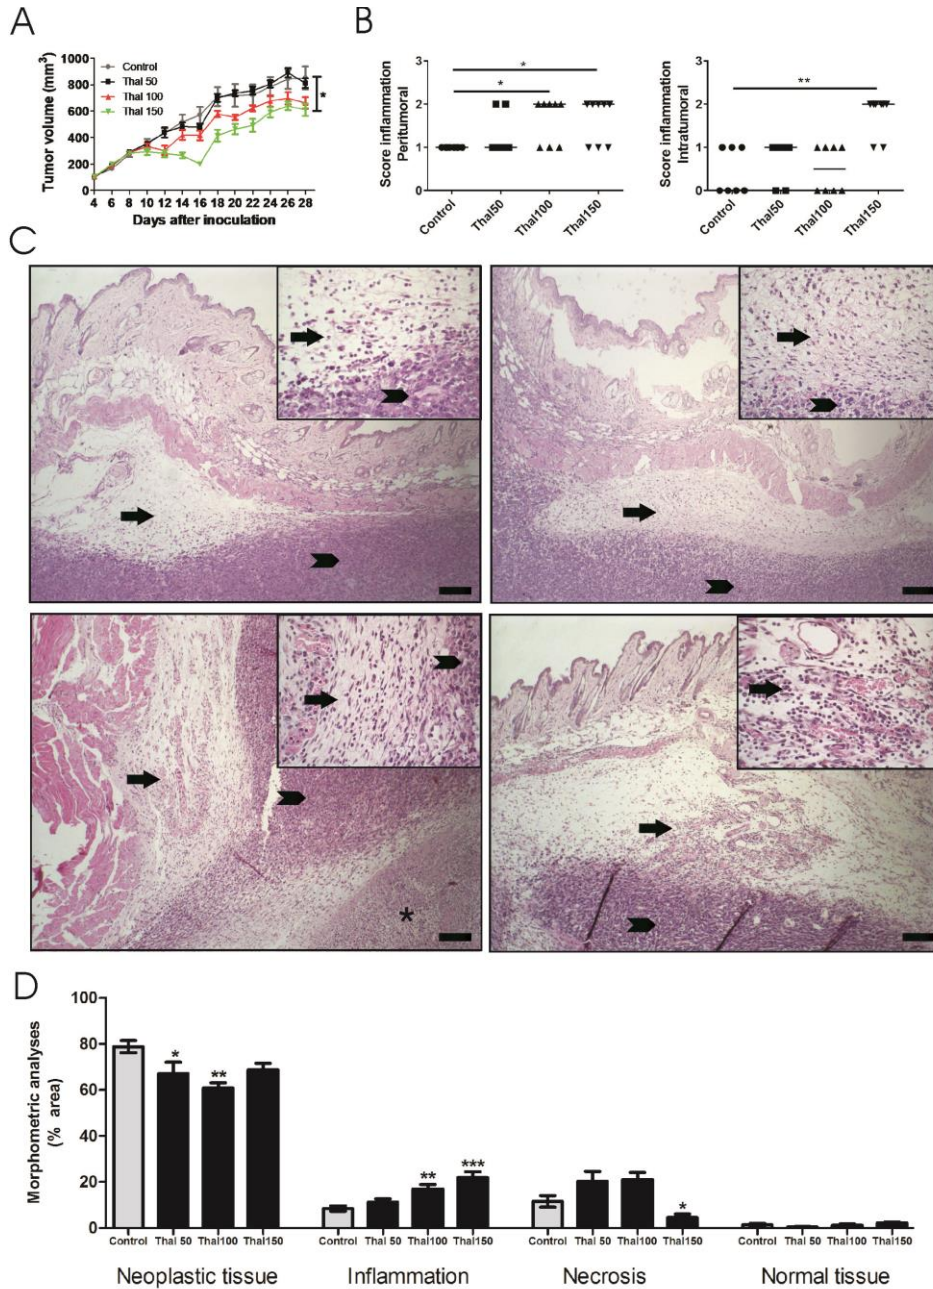 A
Tumor volume (mm3)
1000
800
600
400
200
0
Control
Thal 50
Thal 100
Thal 150
*
4 6 8 10 12 14 16 18 20 22 24 26 28
Days after inoculation
B
Score inflammation
Peritumoral
3
2
1
0
*
*
Control
Thal50
Thal100
Thal150
Score inflammation
Intratumoral
3
2
1
0
**
Control
Thal50
Thal100
Thal150
C
*
D
Morphometric analyses
(% area)
100
80
60
40
20
0
* **
** ***
*
Control Thal 50 Thal100 Thal150 Control Thal 50 Thal100 Thal150 Control Thal 50 Thal100 Thal150 Control Thal 50 Thal100 Thal150
Neoplastic tissue Inflammation Necrosis Normal tissue